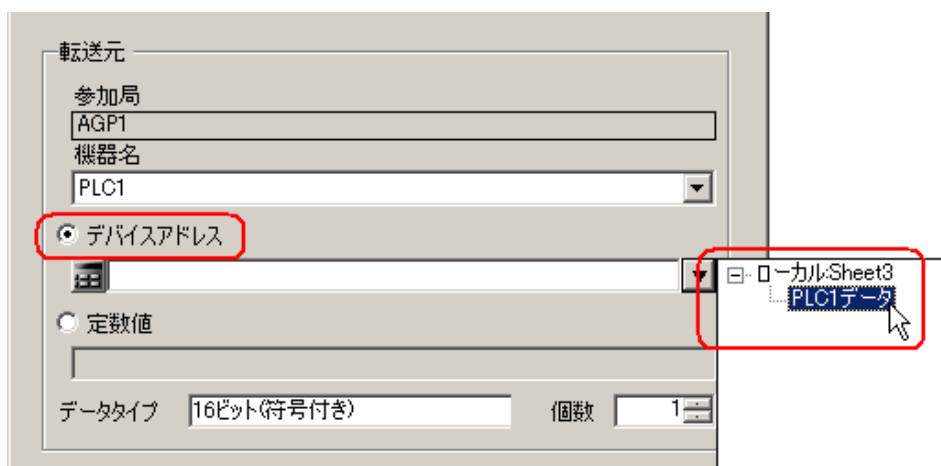 転送元
参加局
AGP1
機器名
PLC1
デバイスアドレス
ローカル:Sheet3
PLC1データ
定数値
データタイプ 16ビット(符号付き) 個数 1